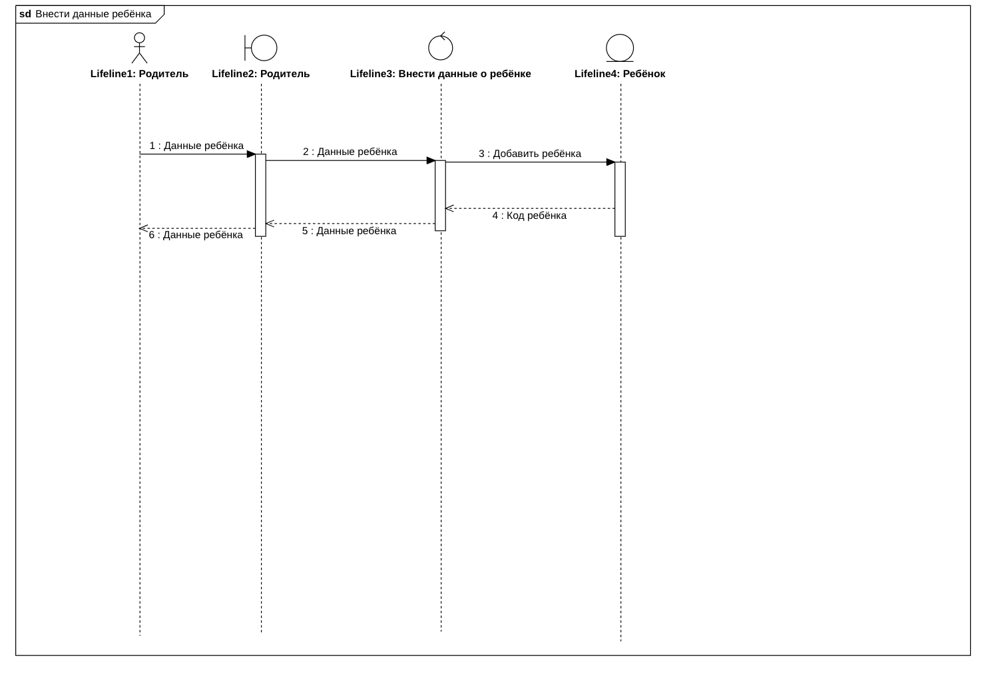 sd Внести данные ребёнка
Lifeline1: Родитель
Lifeline2: Родитель
Lifeline3: Внести данные о ребёнке
Lifeline4: Ребёнок
1 : Данные ребёнка
2 : Данные ребёнка
3 : Добавить ребёнка
4 : Код ребёнка
5 : Данные ребёнка
6 : Данные ребёнка